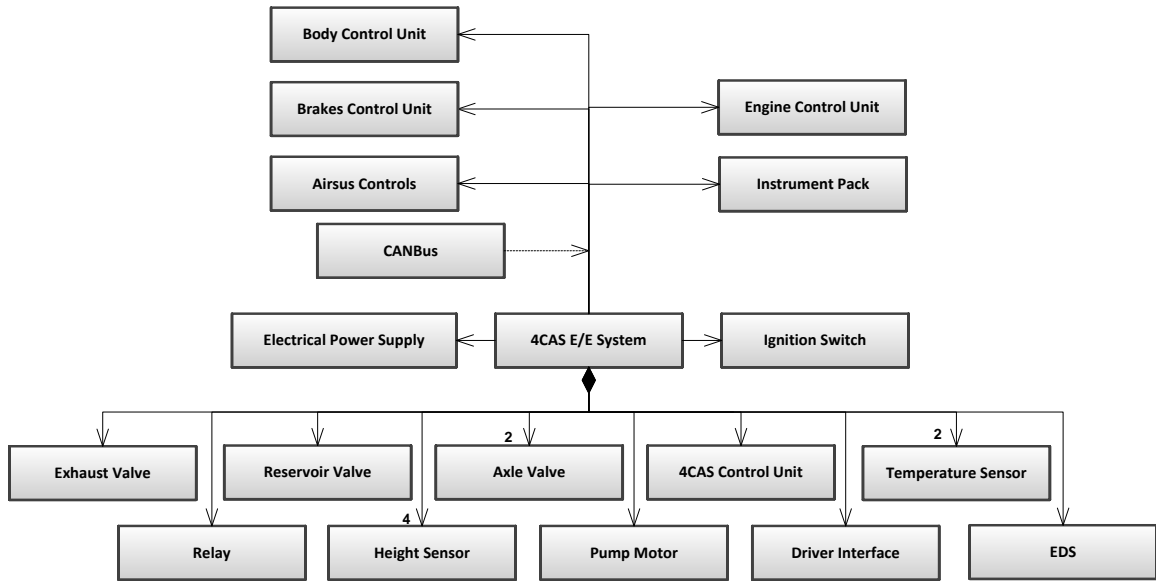 Body Control Unit
Brakes Control Unit
Engine Control Unit
Airsus Controls
Instrument Pack
CANBus
Electrical Power Supply
4CAS E/E System
Ignition Switch
2
2
Exhaust Valve
Reservoir Valve
Axle Valve
4CAS Control Unit
Temperature Sensor
4
Relay
Height Sensor
Pump Motor
Driver Interface
EDS